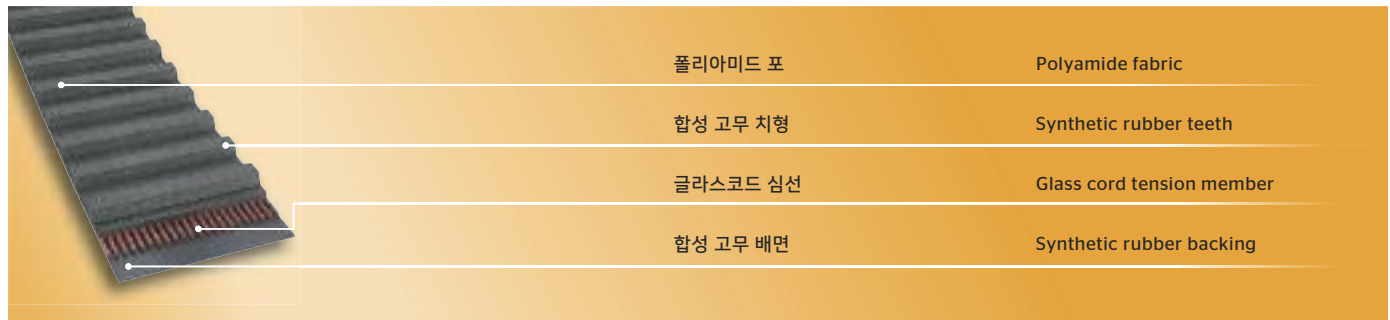 폴리아미드 포 Polyamide fabric
합성 고무 치형 Synthetic rubber teeth
글라스코드 심선 Glass cord tension member
합성 고무 배면 Synthetic rubber backing